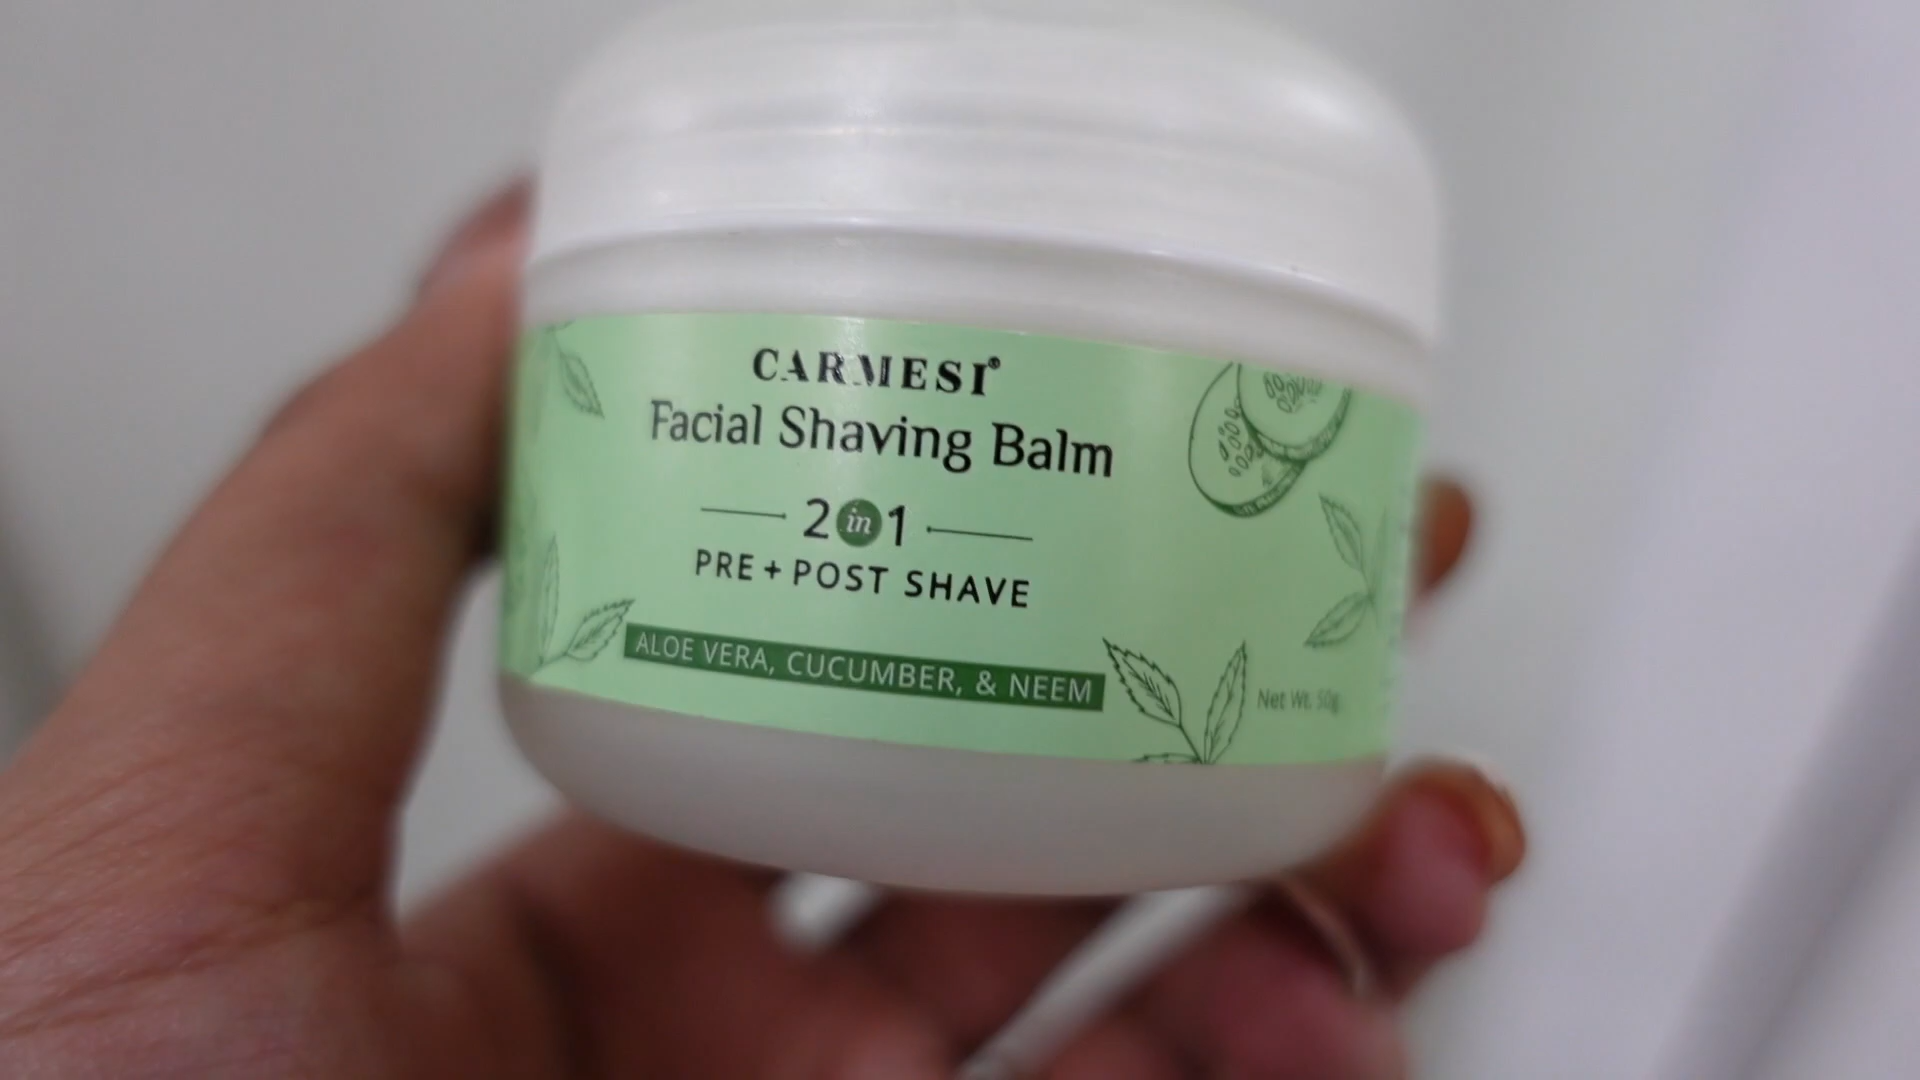 CARMESI®
Facial Shaving Balm
2 in 1
PRE + POST SHAVE
ALOE VERA, CUCUMBER, & NEEM
Net Wt. 50g